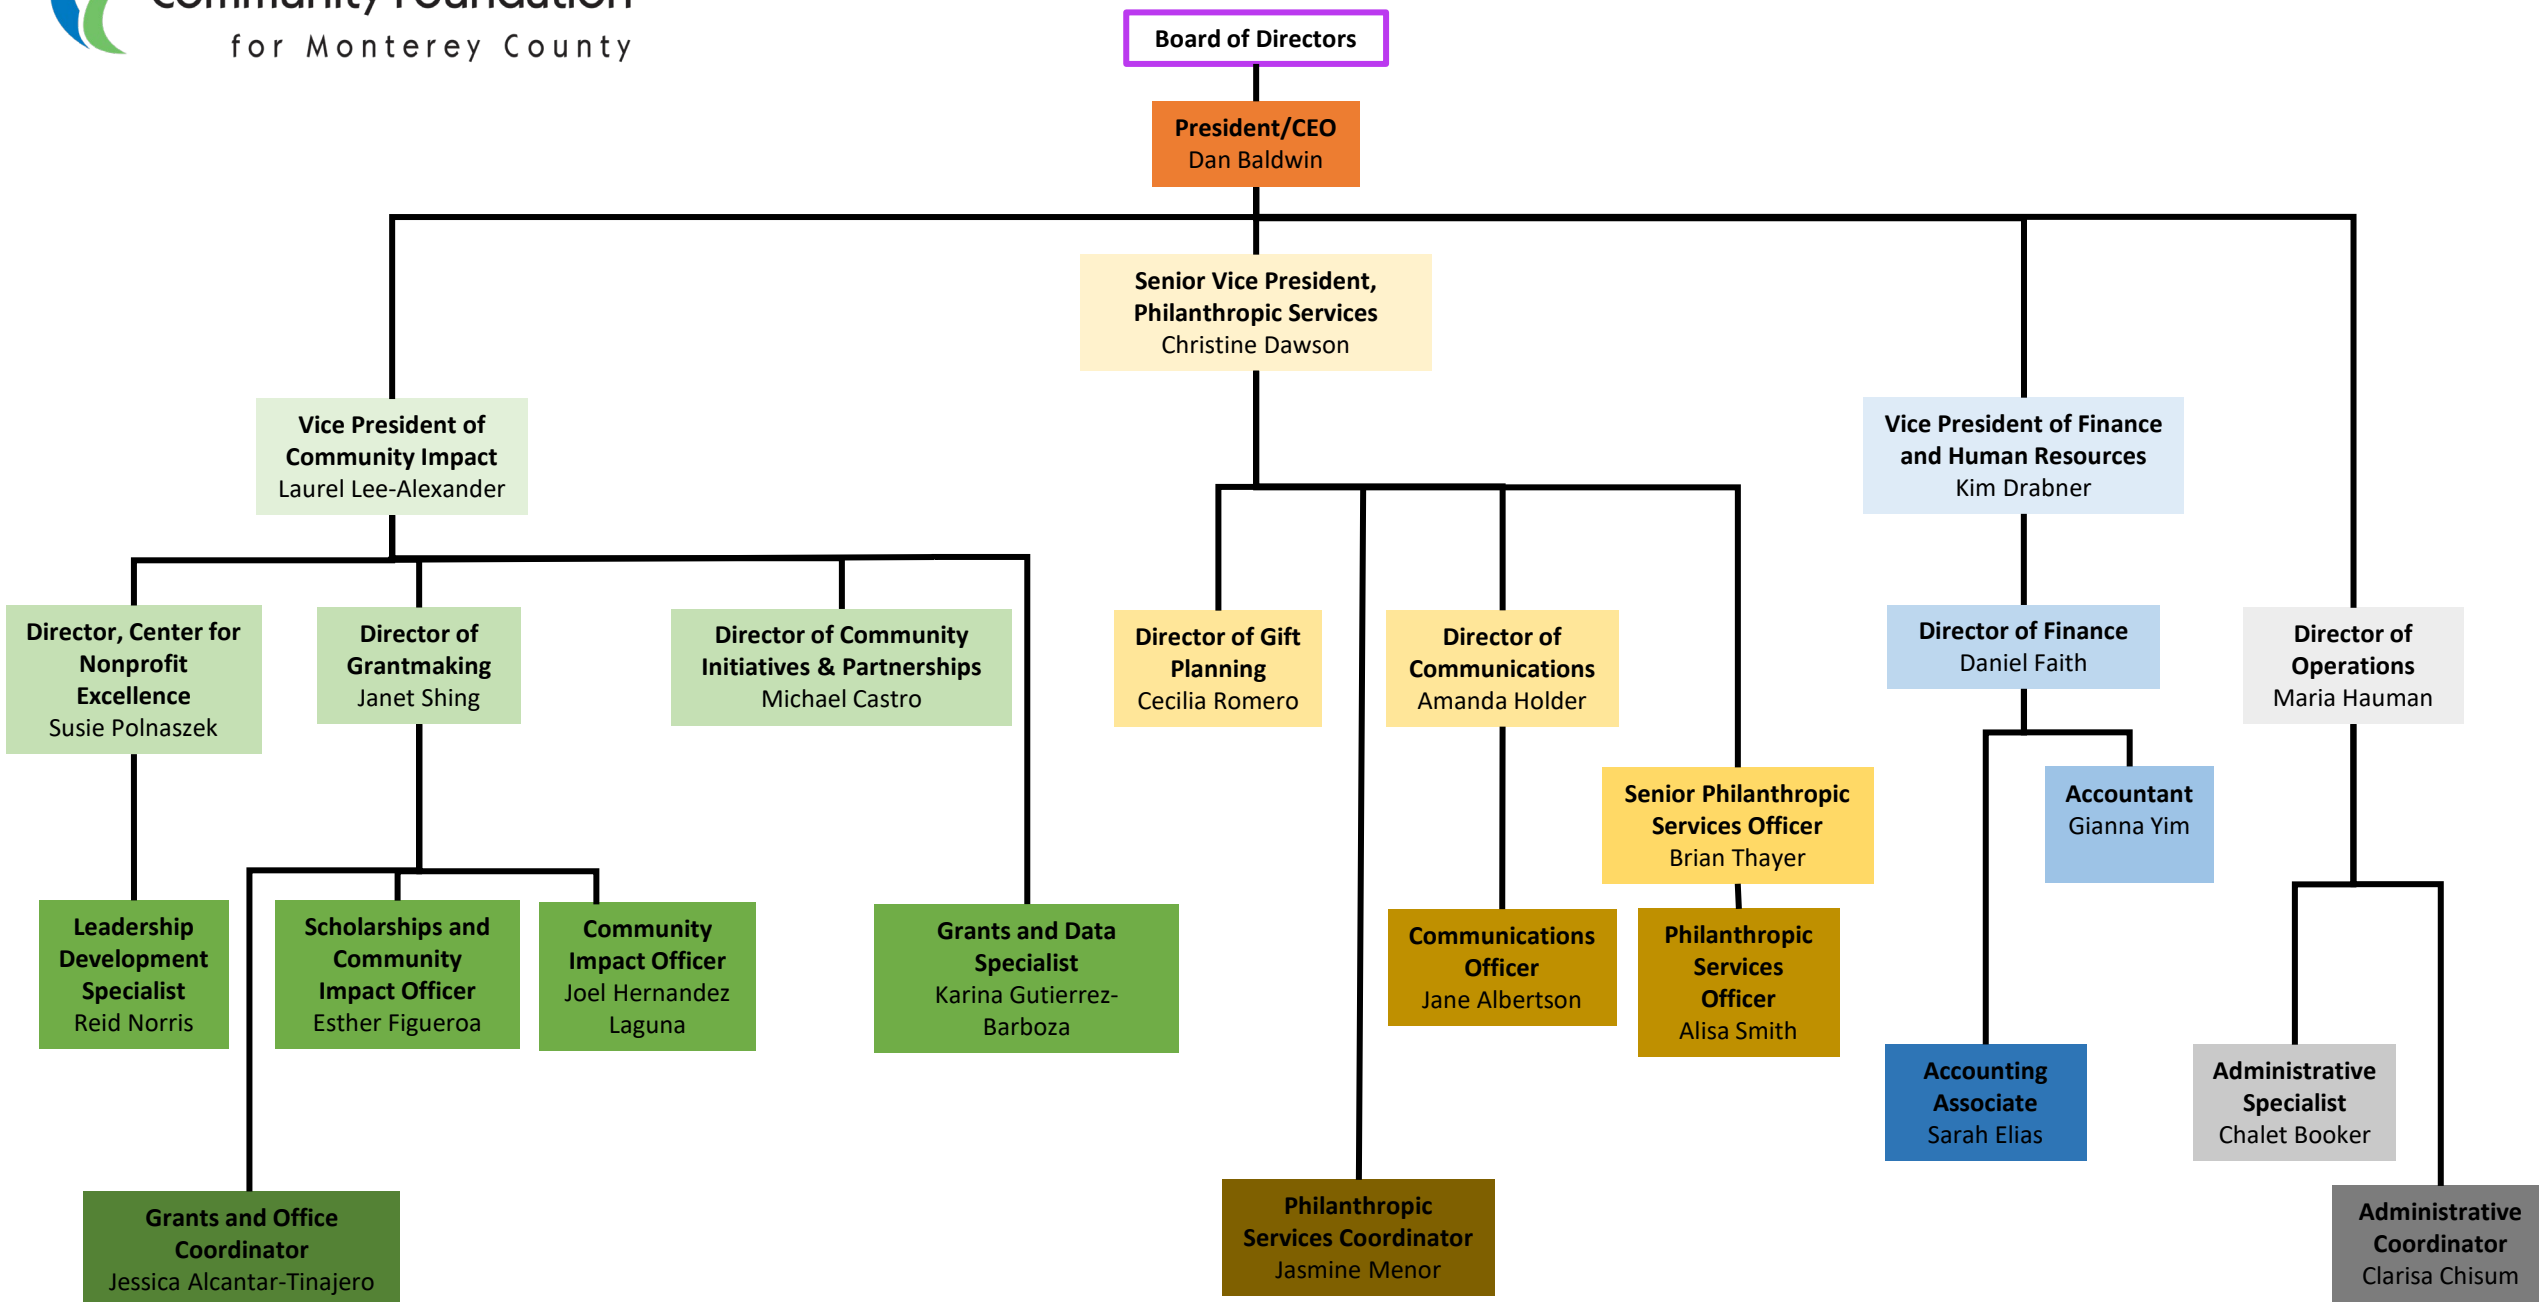 Community Foundation
for Monterey County
Board of Directors
President/CEO
Dan Baldwin
Senior Vice President,
Philanthropic Services
Christine Dawson
Vice President of
Community Impact
Laurel Lee-Alexander
Vice President of Finance
and Human Resources
Kim Drabner
Director, Center for
Nonprofit
Excellence
Susie Polnaszek
Director of
Grantmaking
Janet Shing
Director of Community
Initiatives & Partnerships
Michael Castro
Director of Gift
Planning
Cecilia Romero
Director of
Communications
Amanda Holder
Director of Finance
Daniel Faith
Director of
Operations
Maria Hauman
Senior Philanthropic
Services Officer
Brian Thayer
Accountant
Gianna Yim
Leadership
Development
Specialist
Reid Norris
Scholarships and
Community
Impact Officer
Esther Figueroa
Community
Impact Officer
Joel Hernandez
Laguna
Grants and Data
Specialist
Karina Gutierrez-
Barboza
Communications
Officer
Jane Albertson
Philanthropic
Services
Officer
Alisa Smith
Accounting
Associate
Sarah Elias
Administrative
Specialist
Chalet Booker
Grants and Office
Coordinator
Jessica Alcantar-Tinajero
Philanthropic
Services Coordinator
Jasmine Menor
Administrative
Coordinator
Clarisa Chisum